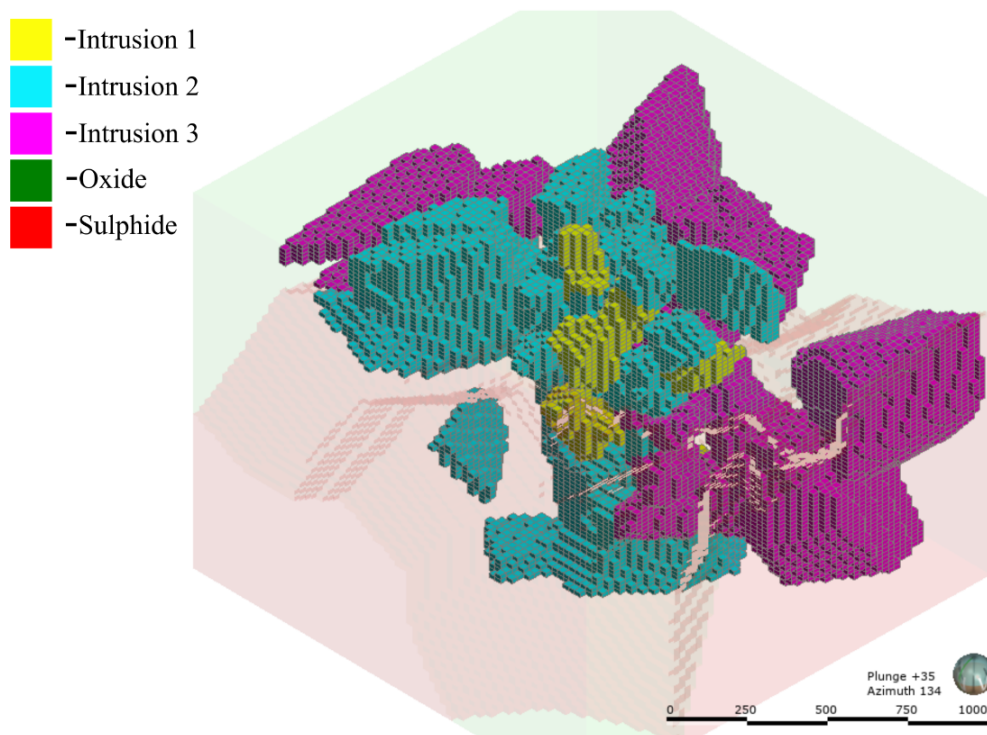 -Intrusion 1
-Intrusion 2
-Intrusion 3
-Oxide
-Sulphide
Plunge +35
Azimuth 134
0 250 500 750 1000